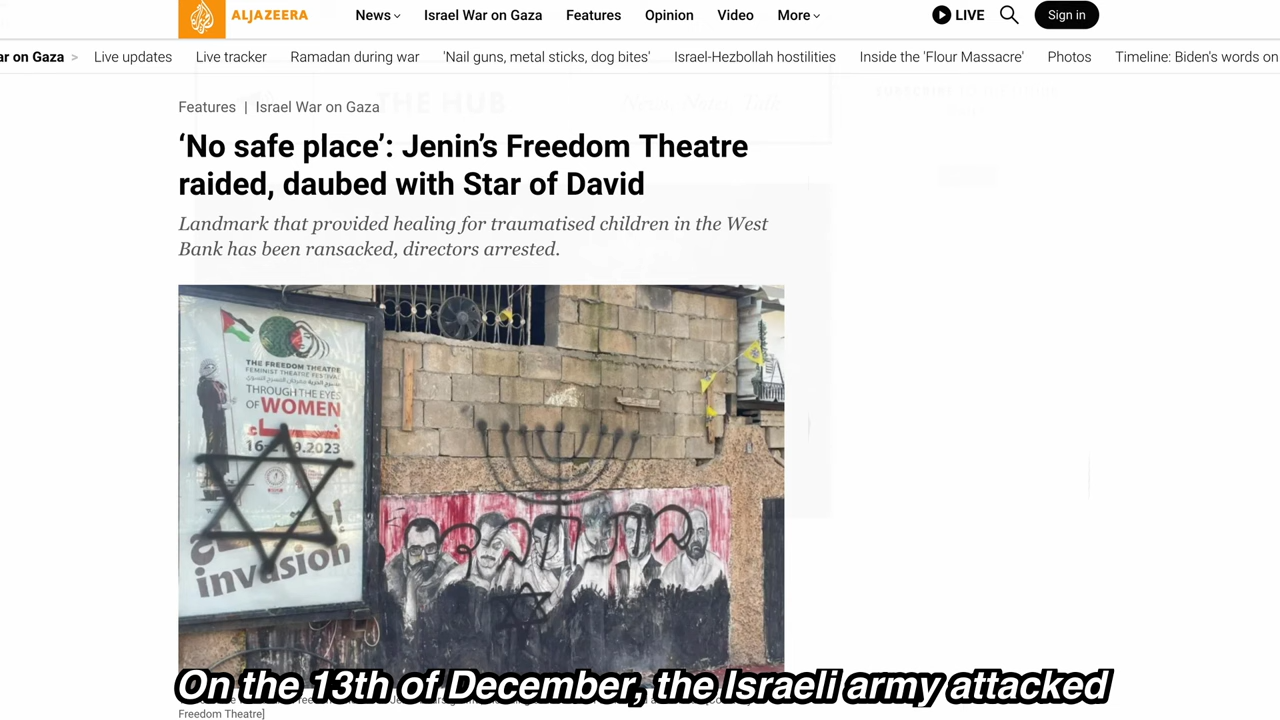 ALJAZEERA
News
Israel War on Gaza
Features
Opinion
Video
More
LIVE
Sign in
ar on Gaza >
Live updates
Live tracker
Ramadan during war
'Nail guns, metal sticks, dog bites'
Israel-Hezbollah hostilities
Inside the 'Flour Massacre'
Photos
Timeline: Biden's words on
THE HUB
Features | Israel War on Gaza
‘No safe place’: Jenin’s Freedom Theatre
raided, daubed with Star of David
Landmark that provided healing for traumatised children in the West
Bank has been ransacked, directors arrested.
THE FREEDOM THEATRE
FEMINIST THEATRE FESTIVAL
THROUGH THE EYES
OF WOMEN
2023
invasion
On the 13th of December, the Israeli army attacked
Freedom Theatre]